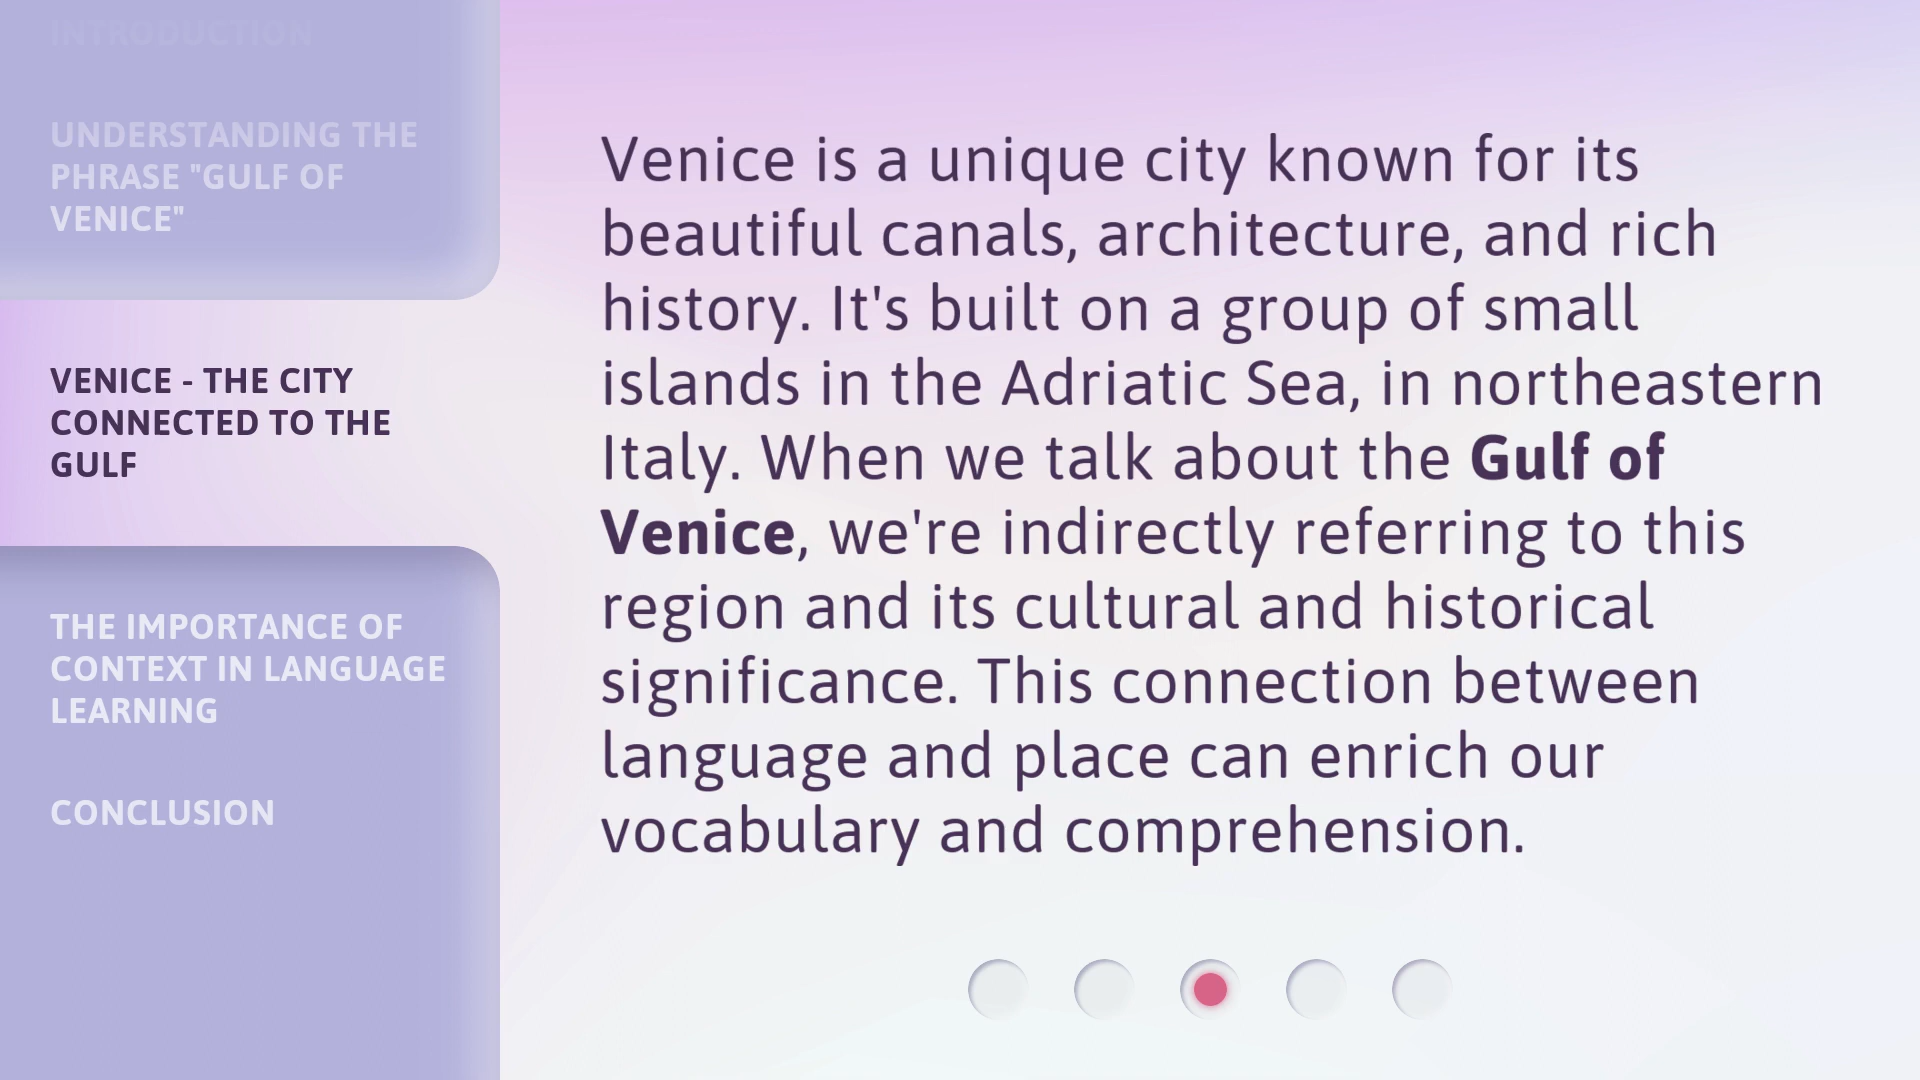 INTRODUCTION
UNDERSTANDING THE
PHRASE "GULF OF
VENICE"
VENICE - THE CITY
CONNECTED TO THE
GULF
THE IMPORTANCE OF
CONTEXT IN LANGUAGE
LEARNING
CONCLUSION
Venice is a unique city known for its
beautiful canals, architecture, and rich
history. It's built on a group of small
islands in the Adriatic Sea, in northeastern
Italy. When we talk about the Gulf of
Venice, we're indirectly referring to this
region and its cultural and historical
significance. This connection between
language and place can enrich our
vocabulary and comprehension.